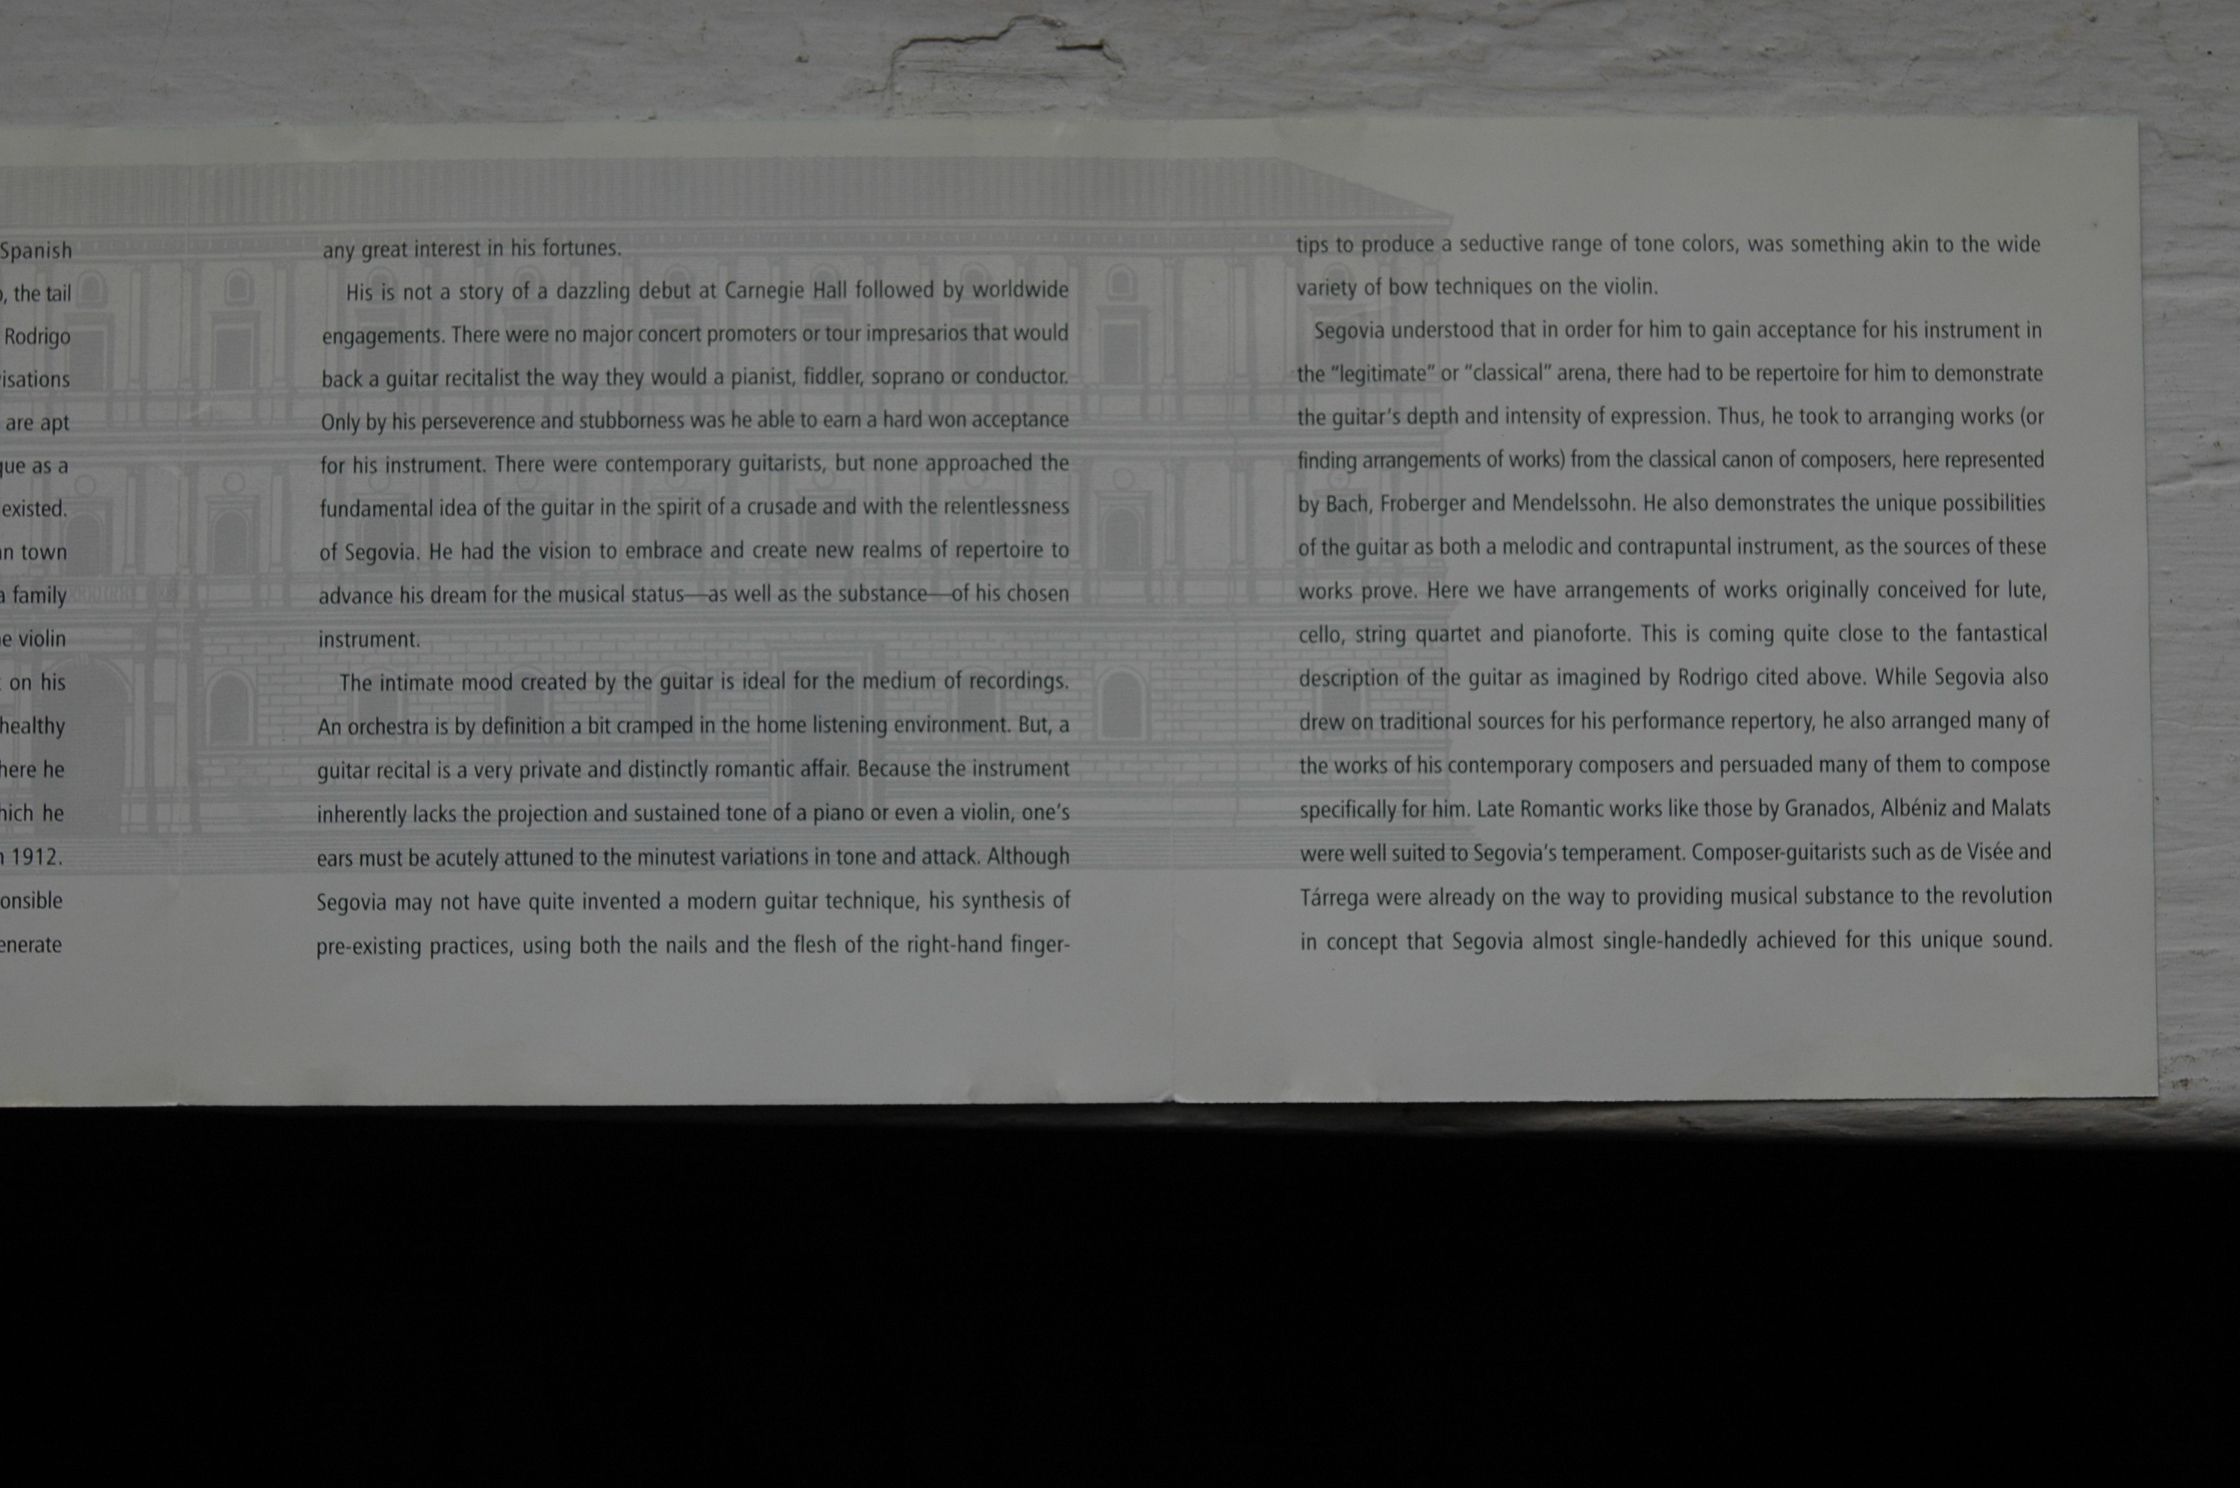 Spanish
, the tail
Rodrigo
isations
are apt
que as a
existed.
n town
a family
e violin
on his
healthy
here he
hich he
1912.
onsible
enerate
any great interest in his fortunes.
His is not a story of a dazzling debut at Carnegie Hall followed by worldwide
engagements. There were no major concert promoters or tour impresarios that would
back a guitar recitalist the way they would a pianist, fiddler, soprano or conductor.
Only by his perseverence and stubborness was he able to earn a hard won acceptance
for his instrument. There were contemporary guitarists, but none approached the
fundamental idea of the guitar in the spirit of a crusade and with the relentlessness
of Segovia. He had the vision to embrace and create new realms of repertoire to
advance his dream for the musical status—as well as the substance—of his chosen
instrument.
The intimate mood created by the guitar is ideal for the medium of recordings.
An orchestra is by definition a bit cramped in the home listening environment. But, a
guitar recital is a very private and distinctly romantic affair. Because the instrument
inherently lacks the projection and sustained tone of a piano or even a violin, one's
ears must be acutely attuned to the minutest variations in tone and attack. Although
Segovia may not have quite invented a modern guitar technique, his synthesis of
pre-existing practices, using both the nails and the flesh of the right-hand finger-
tips to produce a seductive range of tone colors, was something akin to the wide
variety of bow techniques on the violin.
Segovia understood that in order for him to gain acceptance for his instrument in
the “legitimate” or “classical” arena, there had to be repertoire for him to demonstrate
the guitar's depth and intensity of expression. Thus, he took to arranging works (or
finding arrangements of works) from the classical canon of composers, here represented
by Bach, Froberger and Mendelssohn. He also demonstrates the unique possibilities
of the guitar as both a melodic and contrapuntal instrument, as the sources of these
works prove. Here we have arrangements of works originally conceived for lute,
cello, string quartet and pianoforte. This is coming quite close to the fantastical
description of the guitar as imagined by Rodrigo cited above. While Segovia also
drew on traditional sources for his performance repertory, he also arranged many of
the works of his contemporary composers and persuaded many of them to compose
specifically for him. Late Romantic works like those by Granados, Albéniz and Malats
were well suited to Segovia's temperament. Composer-guitarists such as de Visée and
Tárrega were already on the way to providing musical substance to the revolution
in concept that Segovia almost single-handedly achieved for this unique sound.